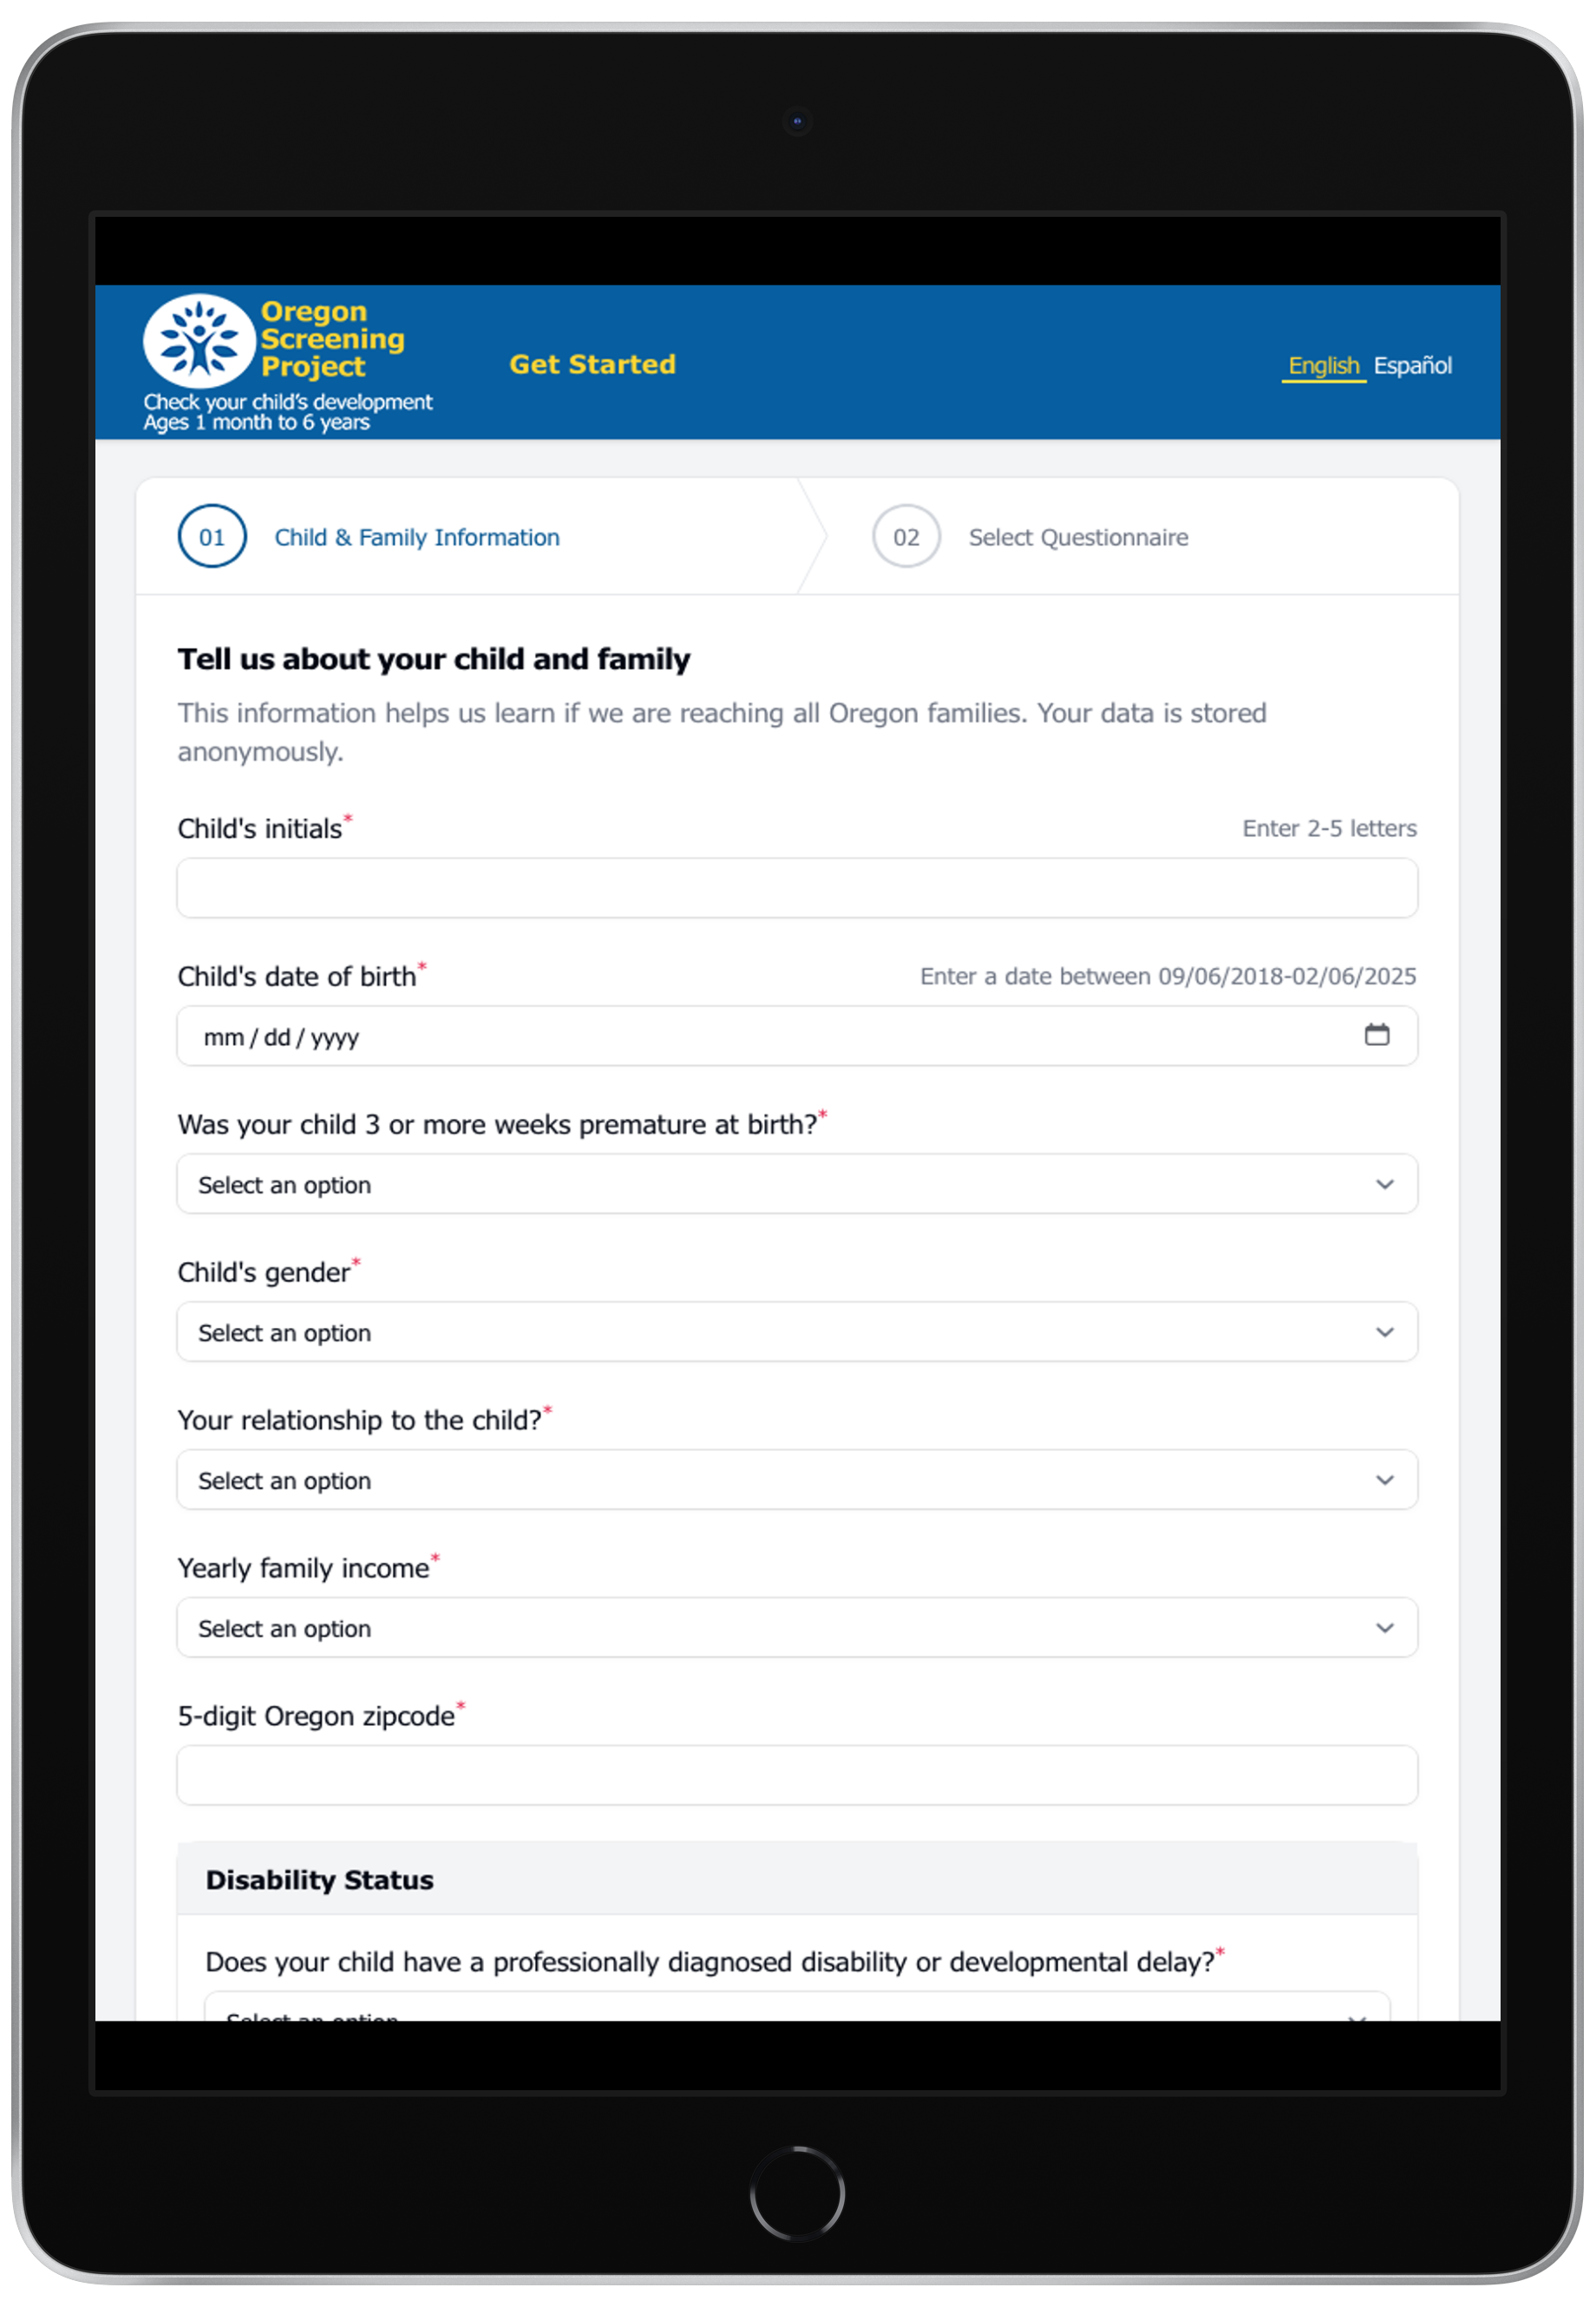 Oregon
Screening
Project
Check your child's development
Ages 1 month to 6 years
Get Started
English Español
01 Child & Family Information
02 Select Questionnaire
Tell us about your child and family
This information helps us learn if we are reaching all Oregon families. Your data is stored
anonymously.
Child's initials* Enter 2-5 letters
Child's date of birth* Enter a date between 09/06/2018-02/06/2025
mm / dd / yyyy
Was your child 3 or more weeks premature at birth?*
Select an option
Child's gender*
Select an option
Your relationship to the child?*
Select an option
Yearly family income*
Select an option
5-digit Oregon zipcode*
Disability Status
Does your child have a professionally diagnosed disability or developmental delay?*
Select an option